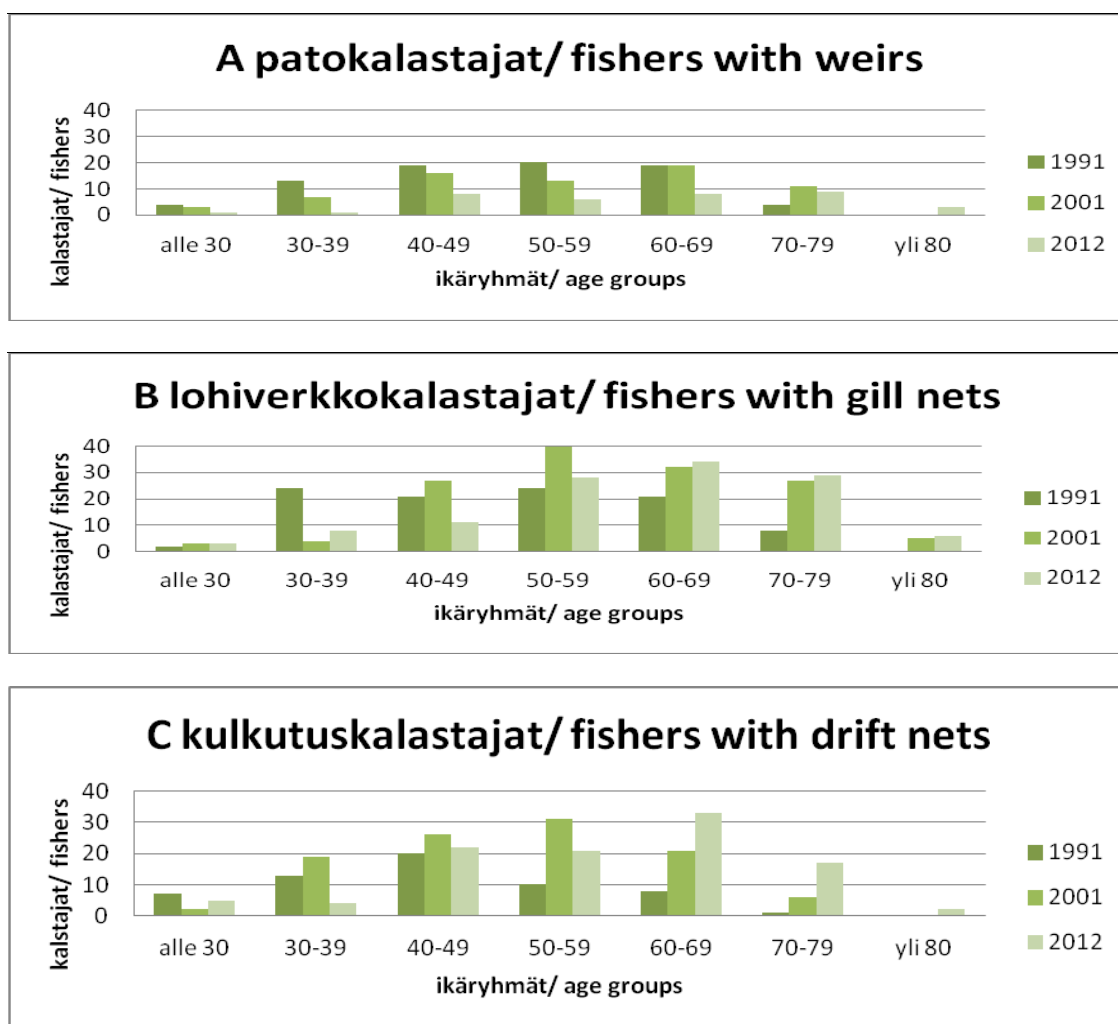 A patokalastajat/ fishers with weirs
kalastajat/ fishers
40
30
20
10
0
alle 30 30-39 40-49 50-59 60-69 70-79 yli 80
ikäryhmät/ age groups
1991
2001
2012
B lohiverkkokalastajat/ fishers with gill nets
kalastajat/ fishers
40
30
20
10
0
alle 30 30-39 40-49 50-59 60-69 70-79 yli 80
ikäryhmät/ age groups
1991
2001
2012
C kulkutuskalastajat/ fishers with drift nets
kalstajat/ fishers
40
30
20
10
0
alle 30 30-39 40-49 50-59 60-69 70-79 yli 80
ikäryhmät/ age groups
1991
2001
2012